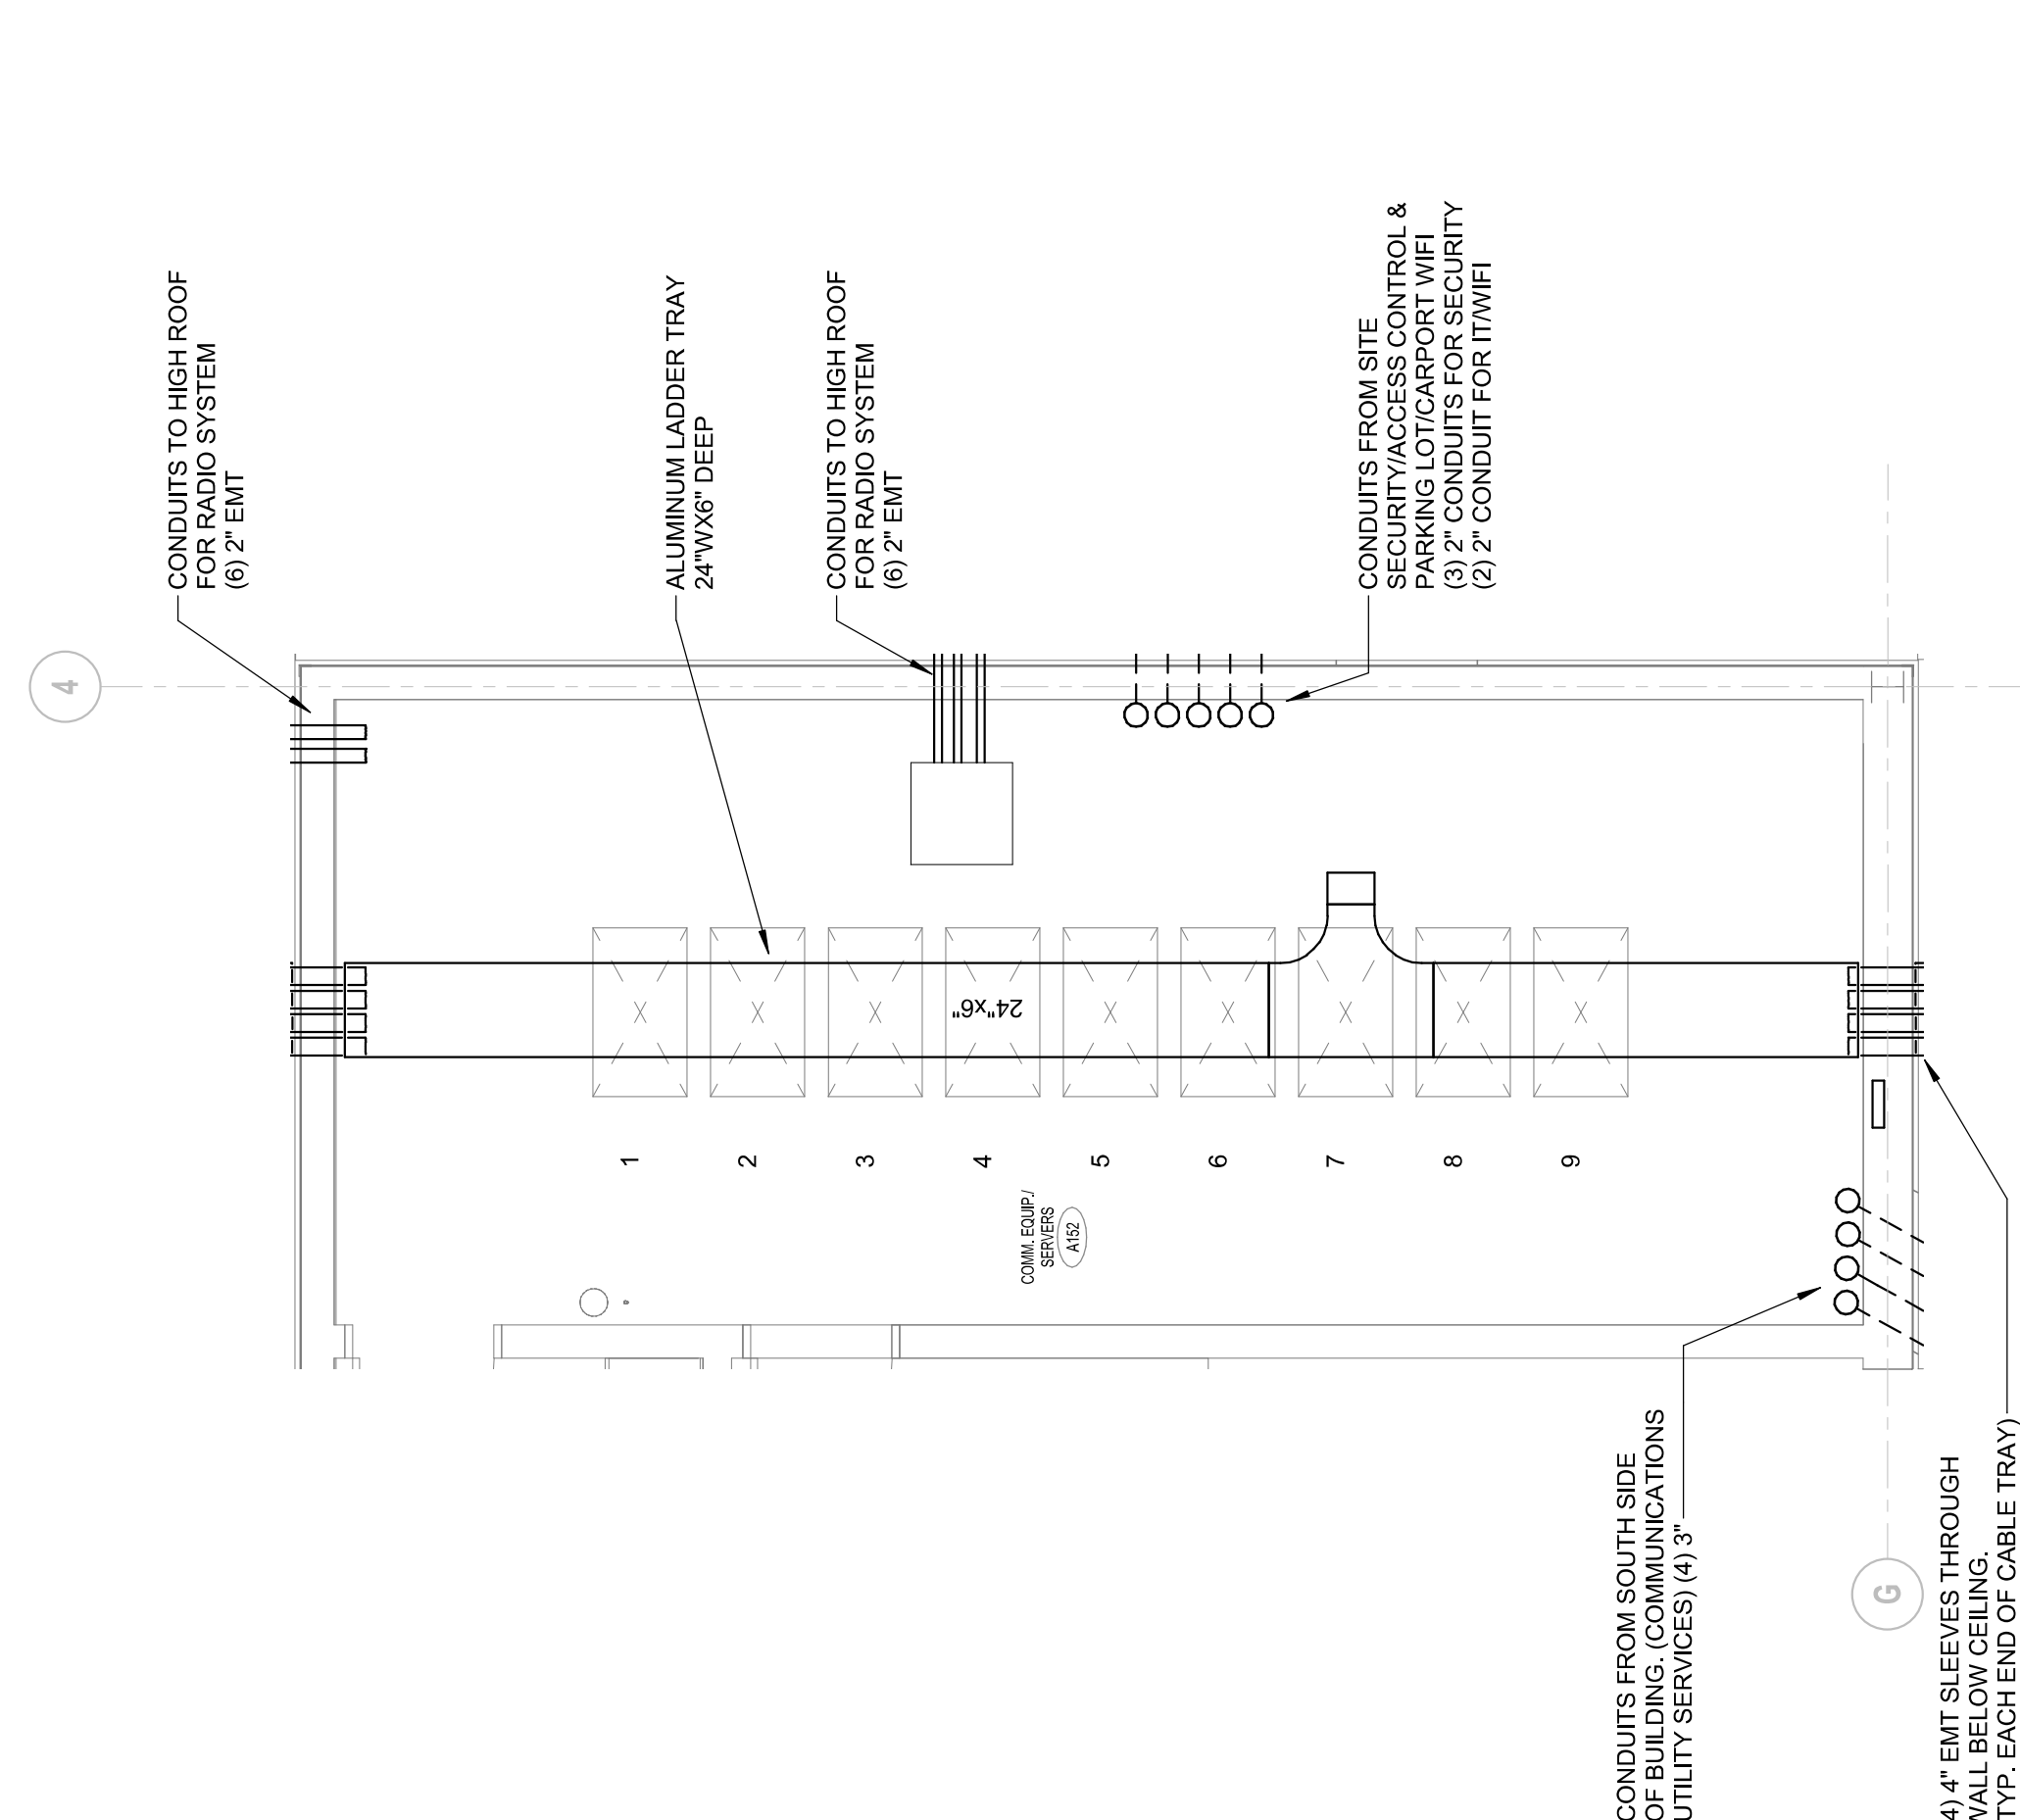 CONDUITS TO HIGH ROOF
FOR RADIO SYSTEM
(6) 2" EMT
ALUMINUM LADDER TRAY
24"WX6" DEEP
CONDUITS TO HIGH ROOF
FOR RADIO SYSTEM
(6) 2" EMT
CONDUITS FROM SITE
SECURITY/ACCESS CONTROL &
PARKING LOT/CARPORT WIFI
(3) 2" CONDUITS FOR SECURITY
(2) 2" CONDUIT FOR IT/WIFI
4
24"x6"
1
2
3
4
5
6
7
8
9
COMM. EQUIP./
SERVERS
A152
CONDUITS FROM SOUTH SIDE
OF BUILDING. (COMMUNICATIONS
UTILITY SERVICES) (4) 3"
G
4) 4" EMT SLEEVES THROUGH
WALL BELOW CEILING.
TYP. EACH END OF CABLE TRAY)